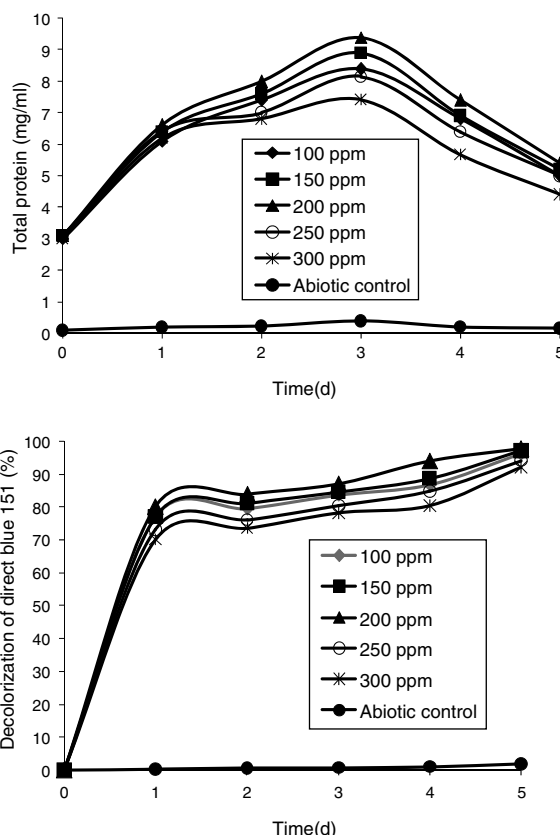 10
9
8
7
6
5
4
3
2
1
0
Total protein (mg/ml)
100 ppm
150 ppm
200 ppm
250 ppm
300 ppm
Abiotic control
0 1 2 3 4 5
Time(d)
100
90
80
70
60
50
40
30
20
10
0
Decolorization of direct blue 151 (%)
100 ppm
150 ppm
200 ppm
250 ppm
300 ppm
Abiotic control
0 1 2 3 4 5
Time(d)